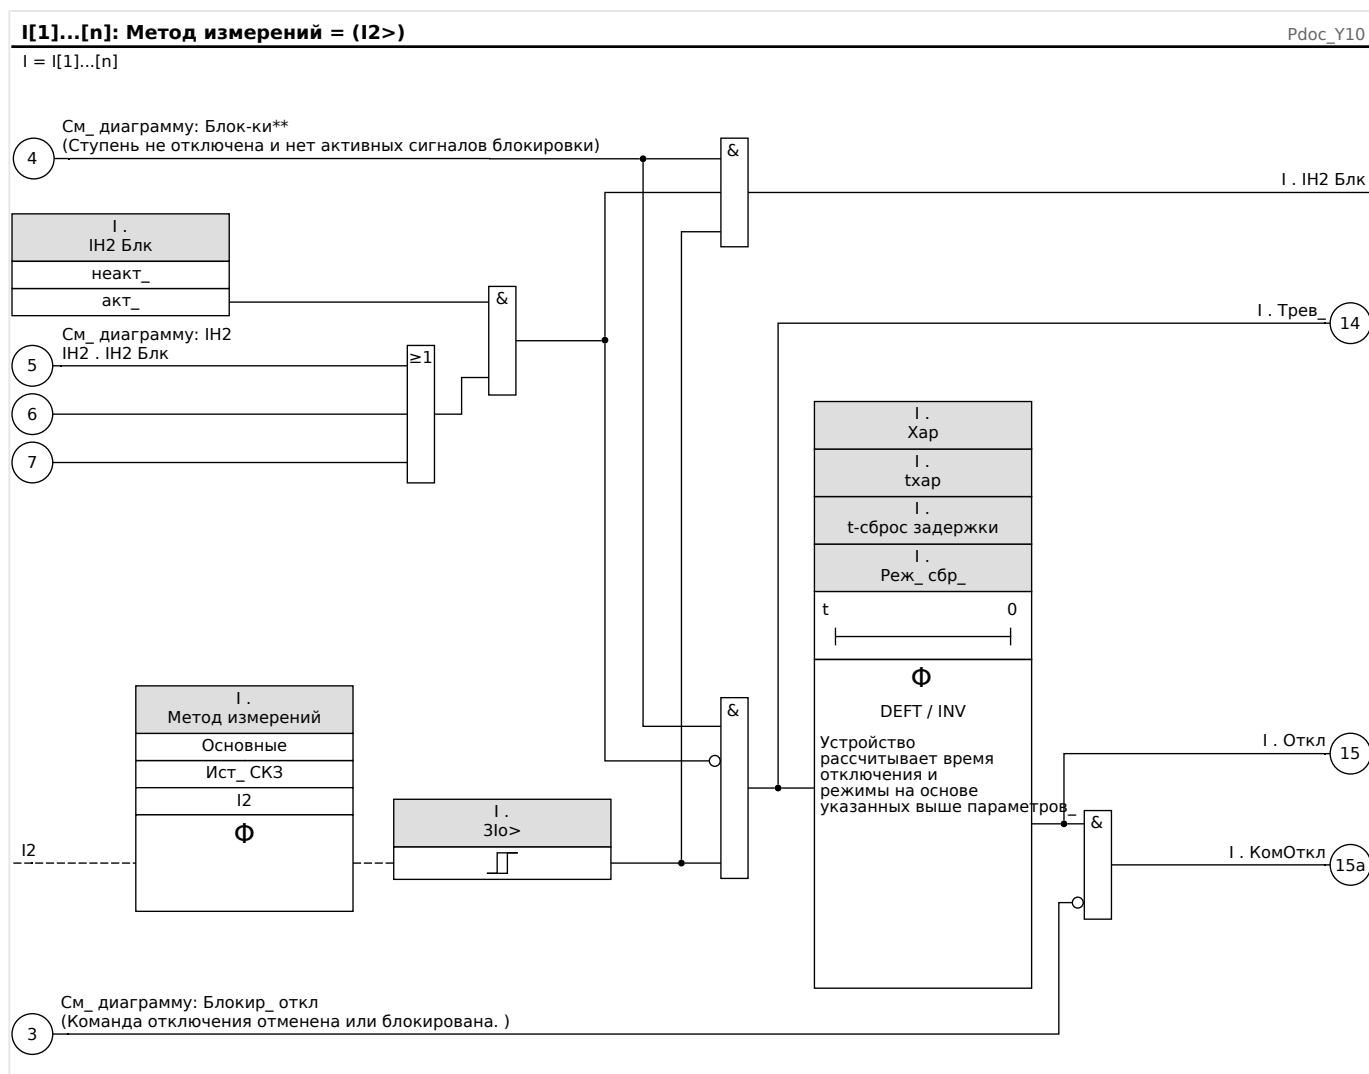 I[1]...[n]: Метод измерений = (I2>)
Pdoc_Y10
I = I[1]...[n]
См_ диаграмму: Блок-ки**
(Ступень не отключена и нет активных сигналов блокировки)
4
&
I . IH2 Блк
I .
IH2 Блк
неакт_
акт_
&
I . Трев_
14
См_ диаграмму: IH2
IH2 . IH2 Блк
5
≥1
6
7
I .
Хар
I .
tхар
I .
t-сброс задержки
I .
Реж_ сбр_
t
0
Φ
DEFT / INV
Устройство
рассчитывает время
отключения и
режимы на основе
указанных выше параметров_
I .
Метод измерений
Основные
Ист_ СКЗ
I2
Φ
I2
I .
3Io>
&
I . Откл
15
&
I . КомОткл
15a
См_ диаграмму: Блокир_ откл
(Команда отключения отменена или блокирована. )
3